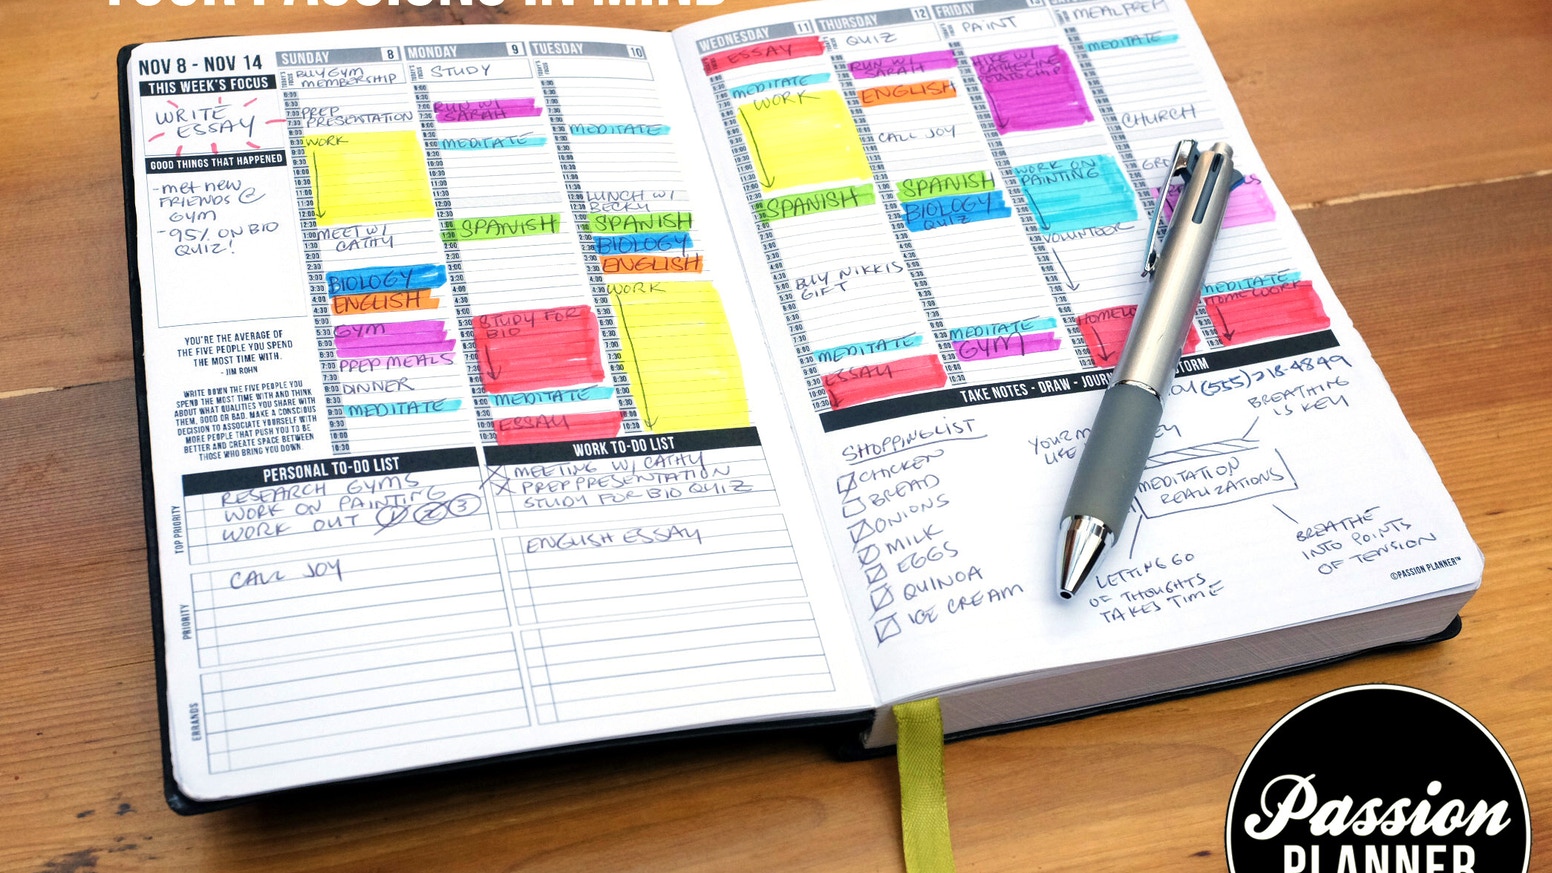 YOUR PASSIONS IN MIND
NOV 8 - NOV 14
THIS WEEK'S FOCUS
WRITE
ESSAY
GOOD THINGS THAT HAPPENED
-MET NEW
FRIENDS @
GYM
-95% ON BIO
QUIZ!
YOU'RE THE AVERAGE OF
THE FIVE PEOPLE YOU SPEND
THE MOST TIME WITH.
- JIM ROHN
WRITE DOWN THE FIVE PEOPLE YOU
SPEND THE MOST TIME WITH AND THINK
ABOUT WHAT QUALITIES YOU SHARE WITH
THEM, GOOD OR BAD. MAKE A CONSCIOUS
DECISION TO ASSOCIATE YOURSELF WITH
MORE PEOPLE THAT PUSH YOU TO BE
BETTER AND CREATE SPACE BETWEEN
THOSE WHO BRING YOU DOWN.
SUNDAY 8
BUY GYM
MEMBERSHIP
PREP
PRESENTATION
WORK
MEET W/
CATHY
BIOLOGY
ENGLISH
GYM
PREP MEALS
DINNER
MEDITATE
MONDAY 9
STUDY
RUN W/
SARAH
MEDITATE
SPANISH
STUDY FOR
BIO
MEDITATE
ESSAY
TUESDAY 10
MEDITATE
LUNCH W/
BECKY
SPANISH
BIOLOGY
ENGLISH
WORK
PERSONAL TO-DO LIST
TOP PRIORITY
RESEARCH GYMS
WORK ON PAINTING
WORK OUT 1 2 3
PRIORITY
CALL JOY
ERRANDS
WORK TO-DO LIST
MEETING W/ CATHY
PREP PRESENTATION
STUDY FOR BIO QUIZ
ENGLISH ESSAY
WEDNESDAY 11
ESSAY
MEDITATE
WORK
SPANISH
BUY NIKKIS
GIFT
MEDITATE
ESSAY
THURSDAY 12
QUIZ
RUN W/
SARAH
ENGLISH
CALL JOY
SPANISH
BIOLOGY
QUIZ
MEDITATE
GYM
FRIDAY 13
PAINT
HIKE W/
CATHERINE
POTATO CHIP
WORK ON
PAINTING
VOLUNTEER
HOMEWO
MEAL PREP
MEDITATE
CHURCH
MEDITATE
HOMEWORK
TAKE NOTES - DRAW - JOUR
STORM
SHOPPING LIST
CHICKEN
BREAD
ONIONS
MILK
EGGS
QUINOA
ICE CREAM
(555) 218-4849
BREATHING
IS KEY
MEDITATION
REALIZATIONS
BREATHE
INTO POINTS
OF TENSION
LETTING GO
OF THOUGHTS
TAKES TIME
©PASSION PLANNER™
Passion
PLANNER